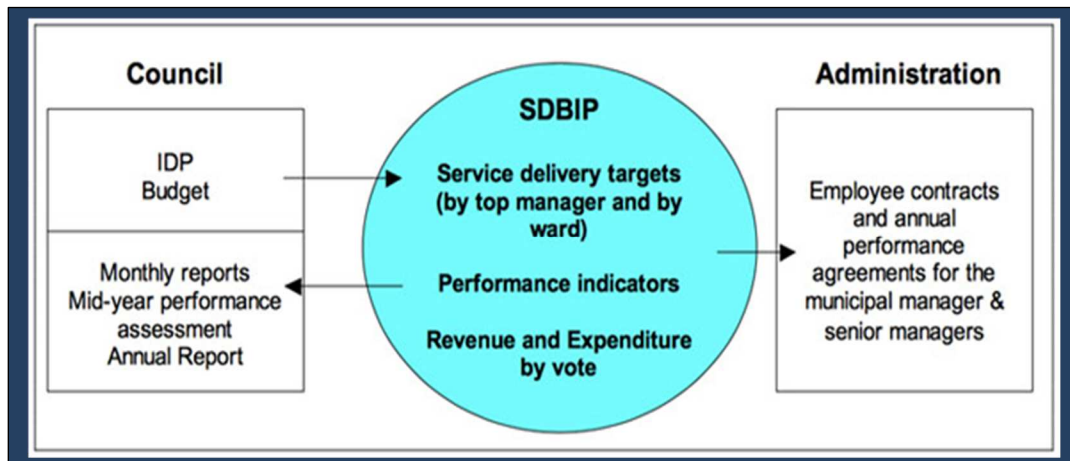 Council
IDP
Budget
Monthly reports
Mid-year performance
assessment
Annual Report
SDBIP
Service delivery targets
(by top manager and by
ward)
Performance indicators
Revenue and Expenditure
by vote
Administration
Employee contracts
and annual
performance
agreements for the
municipal manager &
senior managers